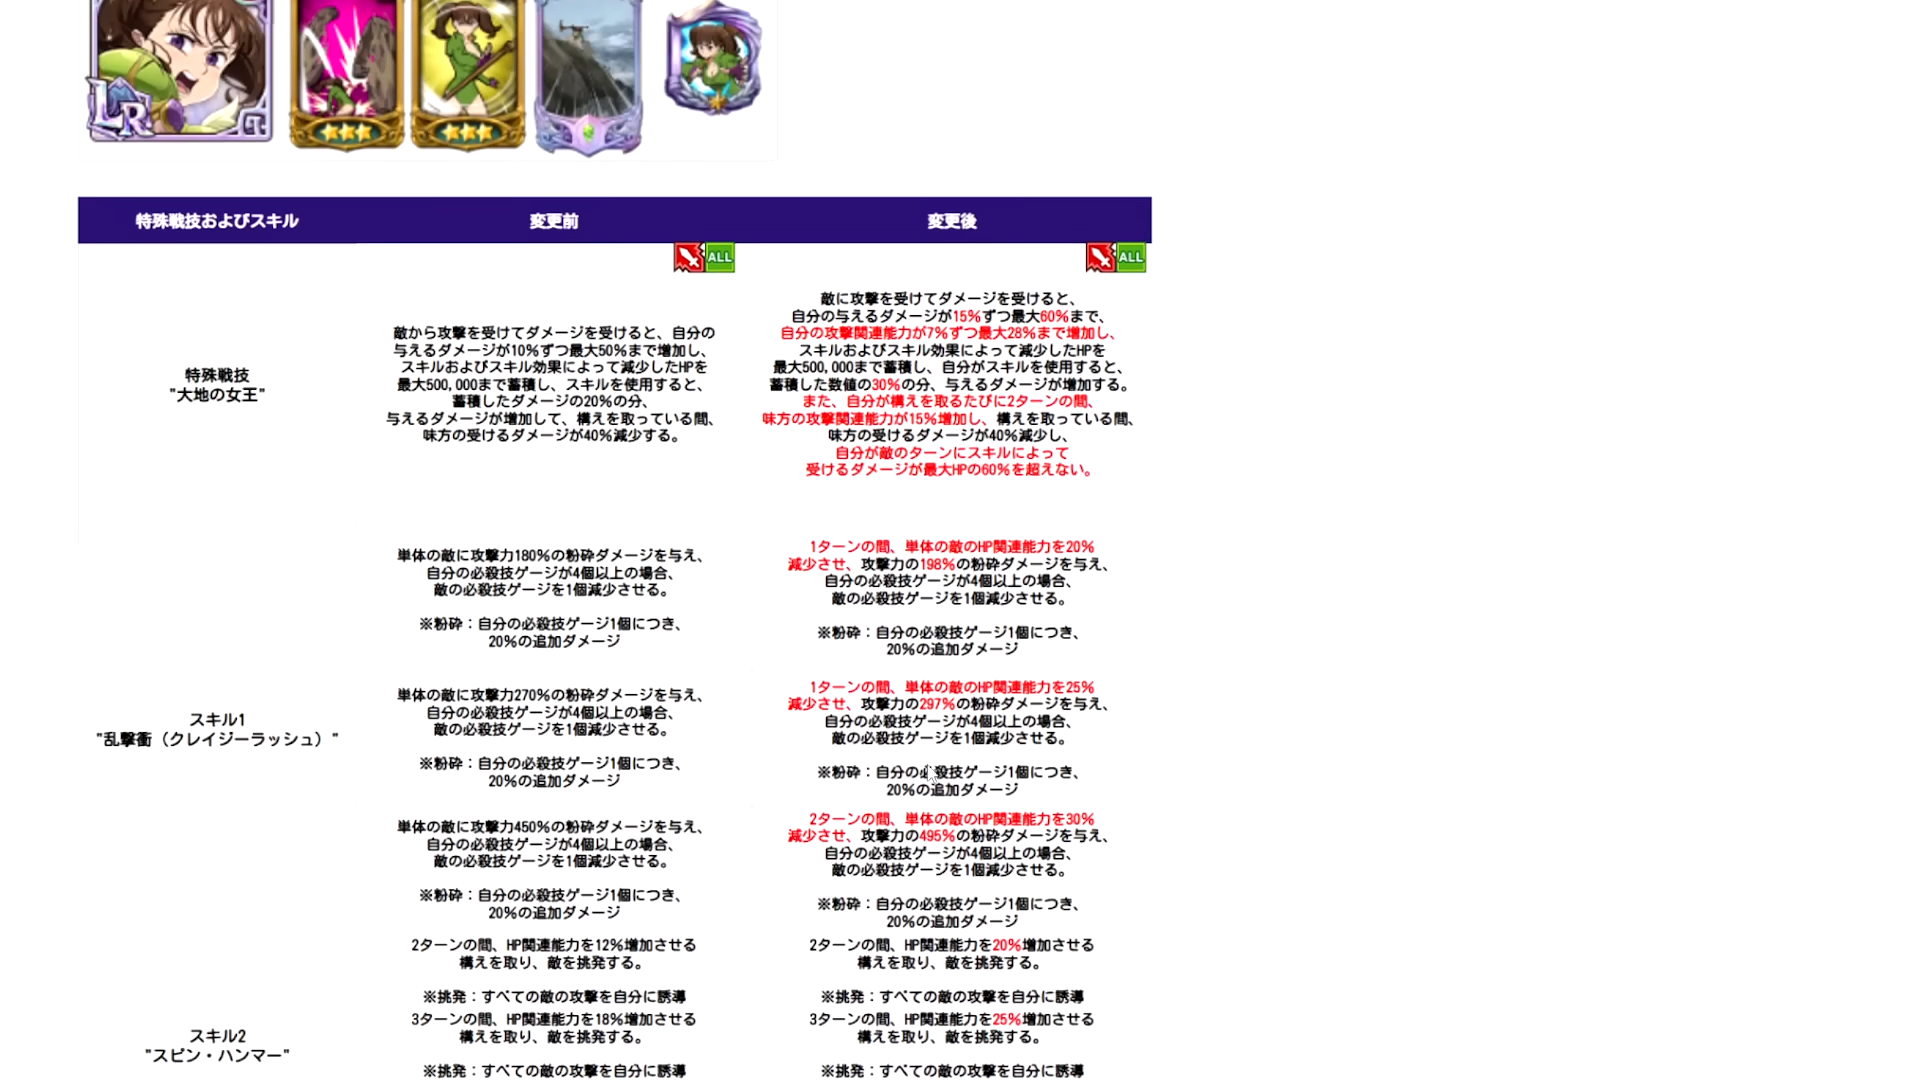 LR
特殊戦技およびスキル
変更前
変更後
ALL
ALL
特殊戦技
"大地の女王"
敵から攻撃を受けてダメージを受けると、自分の
与えるダメージが10%ずつ最大50%まで増加し、
スキルおよびスキル効果によって減少したHPを
最大500,000まで蓄積し、スキルを使用すると、
蓄積したダメージの20%の分、
与えるダメージが増加して、構えを取っている間、
味方の受けるダメージが40%減少する。
敵に攻撃を受けてダメージを受けると、
自分の与えるダメージが15%ずつ最大60%まで、
自分の攻撃関連能力が7%ずつ最大28%まで増加し、
スキルおよびスキル効果によって減少したHPを
最大500,000まで蓄積し、自分がスキルを使用すると、
蓄積した数値の30%の分、与えるダメージが増加する。
また、自分が構えを取るたびに2ターンの間、
味方の攻撃関連能力が15%増加し、構えを取っている間、
味方の受けるダメージが40%減少し、
自分が敵のターンにスキルによって
受けるダメージが最大HPの60%を超えない。
スキル1
"乱撃衝（クレイジーラッシュ）"
単体の敵に攻撃力180%の粉砕ダメージを与え、
自分の必殺技ゲージが4個以上の場合、
敵の必殺技ゲージを1個減少させる。
※粉砕：自分の必殺技ゲージ1個につき、
20%の追加ダメージ
1ターンの間、単体の敵のHP関連能力を20%
減少させ、攻撃力の198%の粉砕ダメージを与え、
自分の必殺技ゲージが4個以上の場合、
敵の必殺技ゲージを1個減少させる。
※粉砕：自分の必殺技ゲージ1個につき、
20%の追加ダメージ
単体の敵に攻撃力270%の粉砕ダメージを与え、
自分の必殺技ゲージが4個以上の場合、
敵の必殺技ゲージを1個減少させる。
※粉砕：自分の必殺技ゲージ1個につき、
20%の追加ダメージ
1ターンの間、単体の敵のHP関連能力を25%
減少させ、攻撃力の297%の粉砕ダメージを与え、
自分の必殺技ゲージが4個以上の場合、
敵の必殺技ゲージを1個減少させる。
※粉砕：自分の必殺技ゲージ1個につき、
20%の追加ダメージ
単体の敵に攻撃力450%の粉砕ダメージを与え、
自分の必殺技ゲージが4個以上の場合、
敵の必殺技ゲージを1個減少させる。
※粉砕：自分の必殺技ゲージ1個につき、
20%の追加ダメージ
2ターンの間、単体の敵のHP関連能力を30%
減少させ、攻撃力の495%の粉砕ダメージを与え、
自分の必殺技ゲージが4個以上の場合、
敵の必殺技ゲージを1個減少させる。
※粉砕：自分の必殺技ゲージ1個につき、
20%の追加ダメージ
スキル2
"スピン・ハンマー"
2ターンの間、HP関連能力を12%増加させる
構えを取り、敵を挑発する。
※挑発：すべての敵の攻撃を自分に誘導
2ターンの間、HP関連能力を20%増加させる
構えを取り、敵を挑発する。
※挑発：すべての敵の攻撃を自分に誘導
3ターンの間、HP関連能力を18%増加させる
構えを取り、敵を挑発する。
※挑発：すべての敵の攻撃を自分に誘導
3ターンの間、HP関連能力を25%増加させる
構えを取り、敵を挑発する。
※挑発：すべての敵の攻撃を自分に誘導